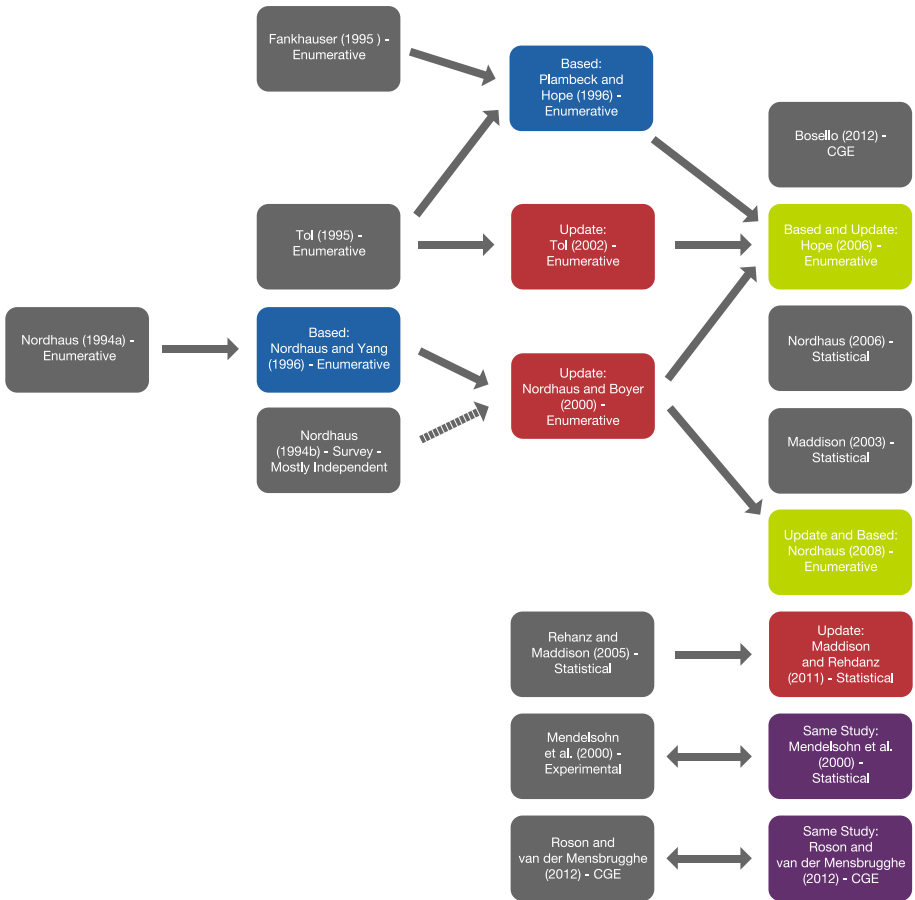 Fankhauser (1995 ) -
Enumerative
Based:
Plambeck and
Hope (1996) -
Enumerative
Bosello (2012) -
CGE
Tol (1995) -
Enumerative
Update:
Tol (2002) -
Enumerative
Based and Update:
Hope (2006) -
Enumerative
Nordhaus (1994a) -
Enumerative
Based:
Nordhaus and Yang
(1996) - Enumerative
Update:
Nordhaus and Boyer
(2000) -
Enumerative
Nordhaus (2006) -
Statistical
Nordhaus
(1994b) - Survey -
Mostly Independent
Maddison (2003) -
Statistical
Update and Based:
Nordhaus (2008) -
Enumerative
Rehanz and
Maddison (2005) -
Statistical
Update:
Maddison
and Rehdanz
(2011) - Statistical
Mendelsohn
et al. (2000) -
Experimental
Same Study:
Mendelsohn et al.
(2000) -
Statistical
Roson and
van der Mensbrugghe
(2012) - CGE
Same Study:
Roson and
van der Mensbrugghe
(2012) - CGE